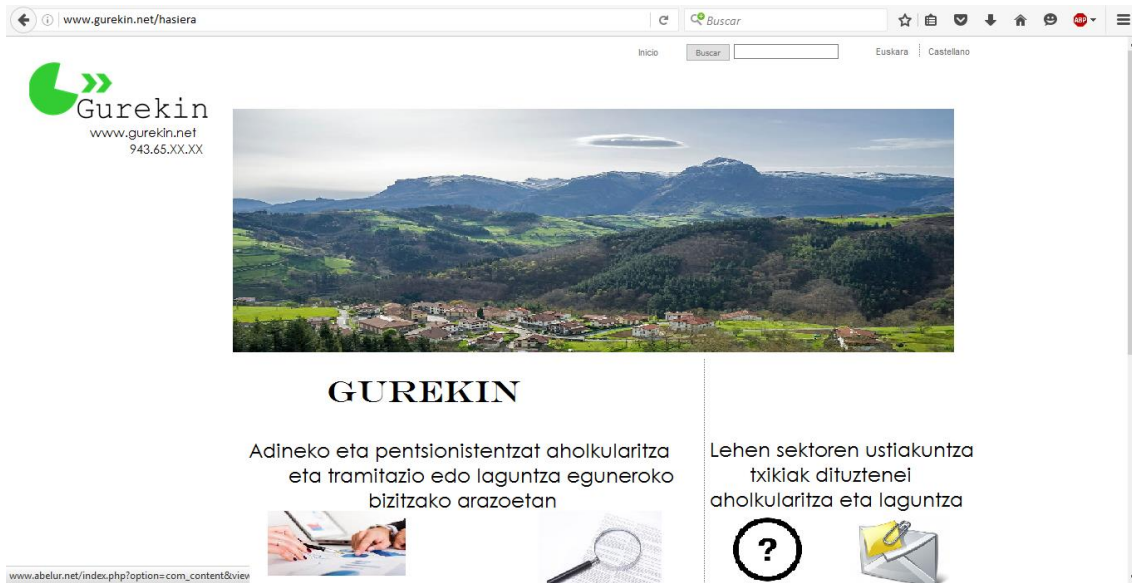 www.gurekin.net/hasiera
Buscar
ABP
Inicio
Buscar
Euskara
Castellano
Gurekin
www.gurekin.net
943.65.XX.XX
GUREKIN
Adineko eta pentsionistentzat aholkularitza
eta tramitazio edo laguntza eguneroko
bizitzako arazoetan
Lehen sektoren ustiakuntza
txikiak dituztenei
aholkularitza eta laguntza
?
www.abelur.net/index.php?option=com_content&view